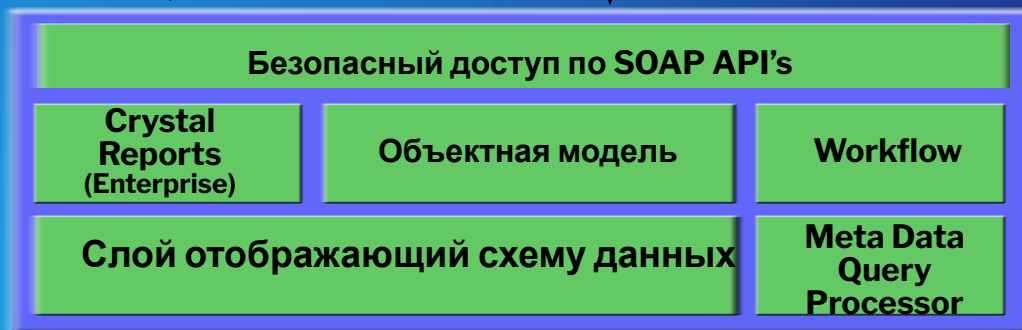 Безопасный доступ по SOAP API's
Crystal
Reports
(Enterprise)
Объектная модель
Workflow
Слой отображающий схему данных
Meta Data
Query
Processor